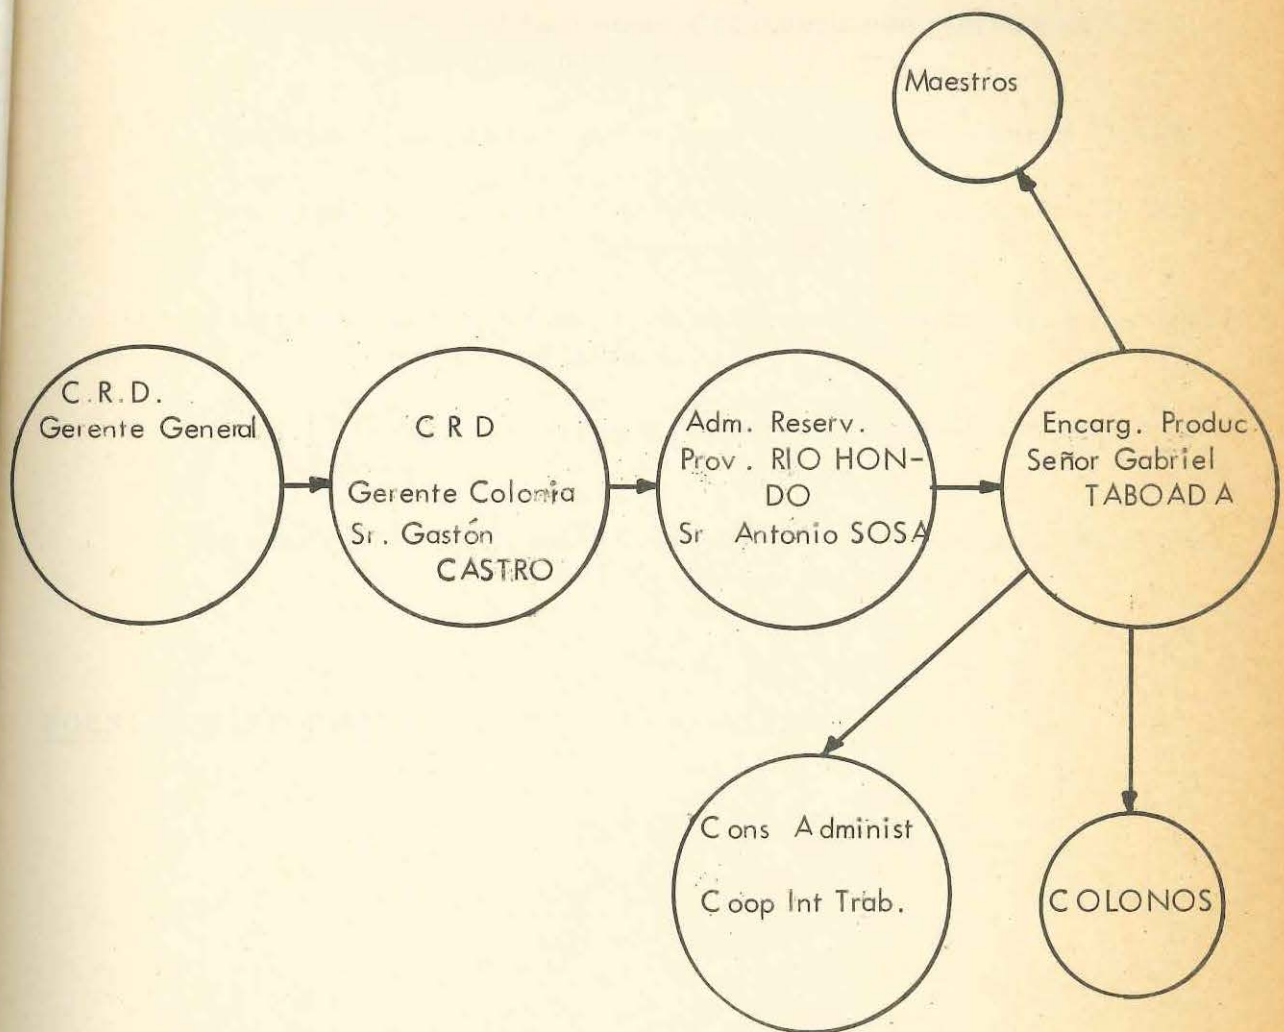 Maestros
C.R.D.
Gerente General
C R D
Gerente Colonia
Sr. Gastón
CASTRO
Adm. Reserv.
Prov. RIO HON-
DO
Sr Antonio SOSA
Encarg. Produc.
Señor Gabriel
TABOADA
Cons Administ
Coop Int Trab.
COLONOS